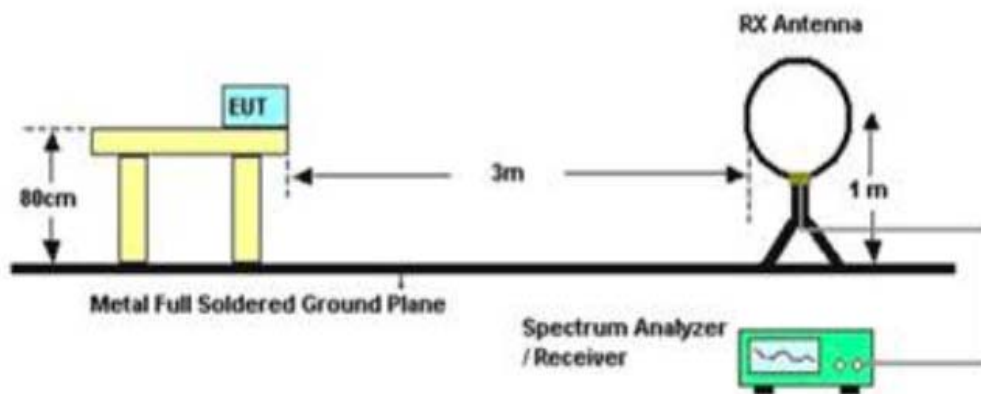 RX Antenna
EUT
3m
80cm
1 m
Metal Full Soldered Ground Plane
Spectrum Analyzer
/ Receiver